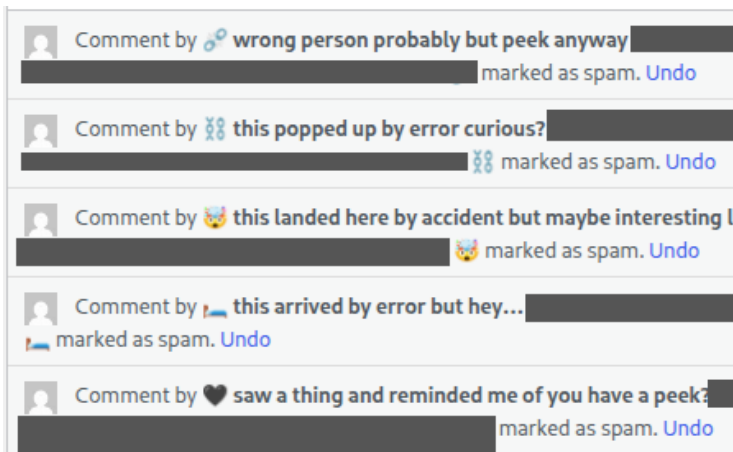 Comment by 🔗 wrong person probably but peek anyway
marked as spam. Undo
Comment by ⛓️ this popped up by error curious?
⛓️ marked as spam. Undo
Comment by 🤯 this landed here by accident but maybe interesting
🤯 marked as spam. Undo
Comment by 🛏️ this arrived by error but hey...
🛏️ marked as spam. Undo
Comment by 🖤 saw a thing and reminded me of you have a peek?
marked as spam. Undo